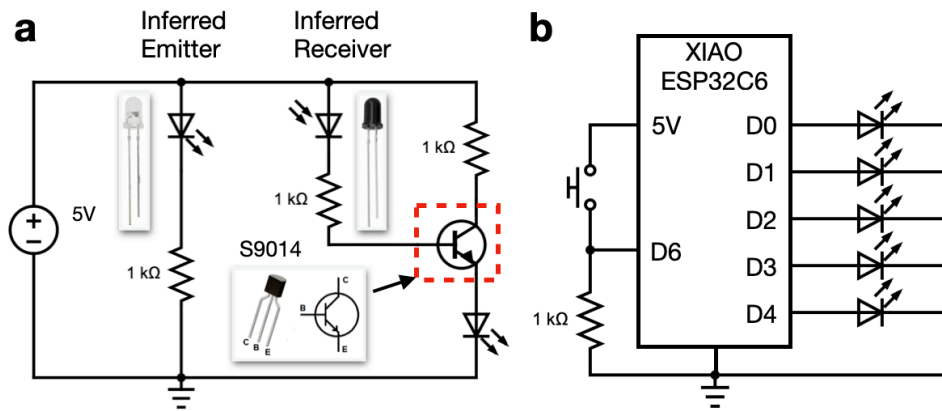 a
Inferred
Emitter
Inferred
Receiver
5V
1 kΩ
1 kΩ
1 kΩ
S9014
C
B
E
C
B
E
b
XIAO
ESP32C6
5V
D0
D1
D2
D6
D3
D4
1 kΩ